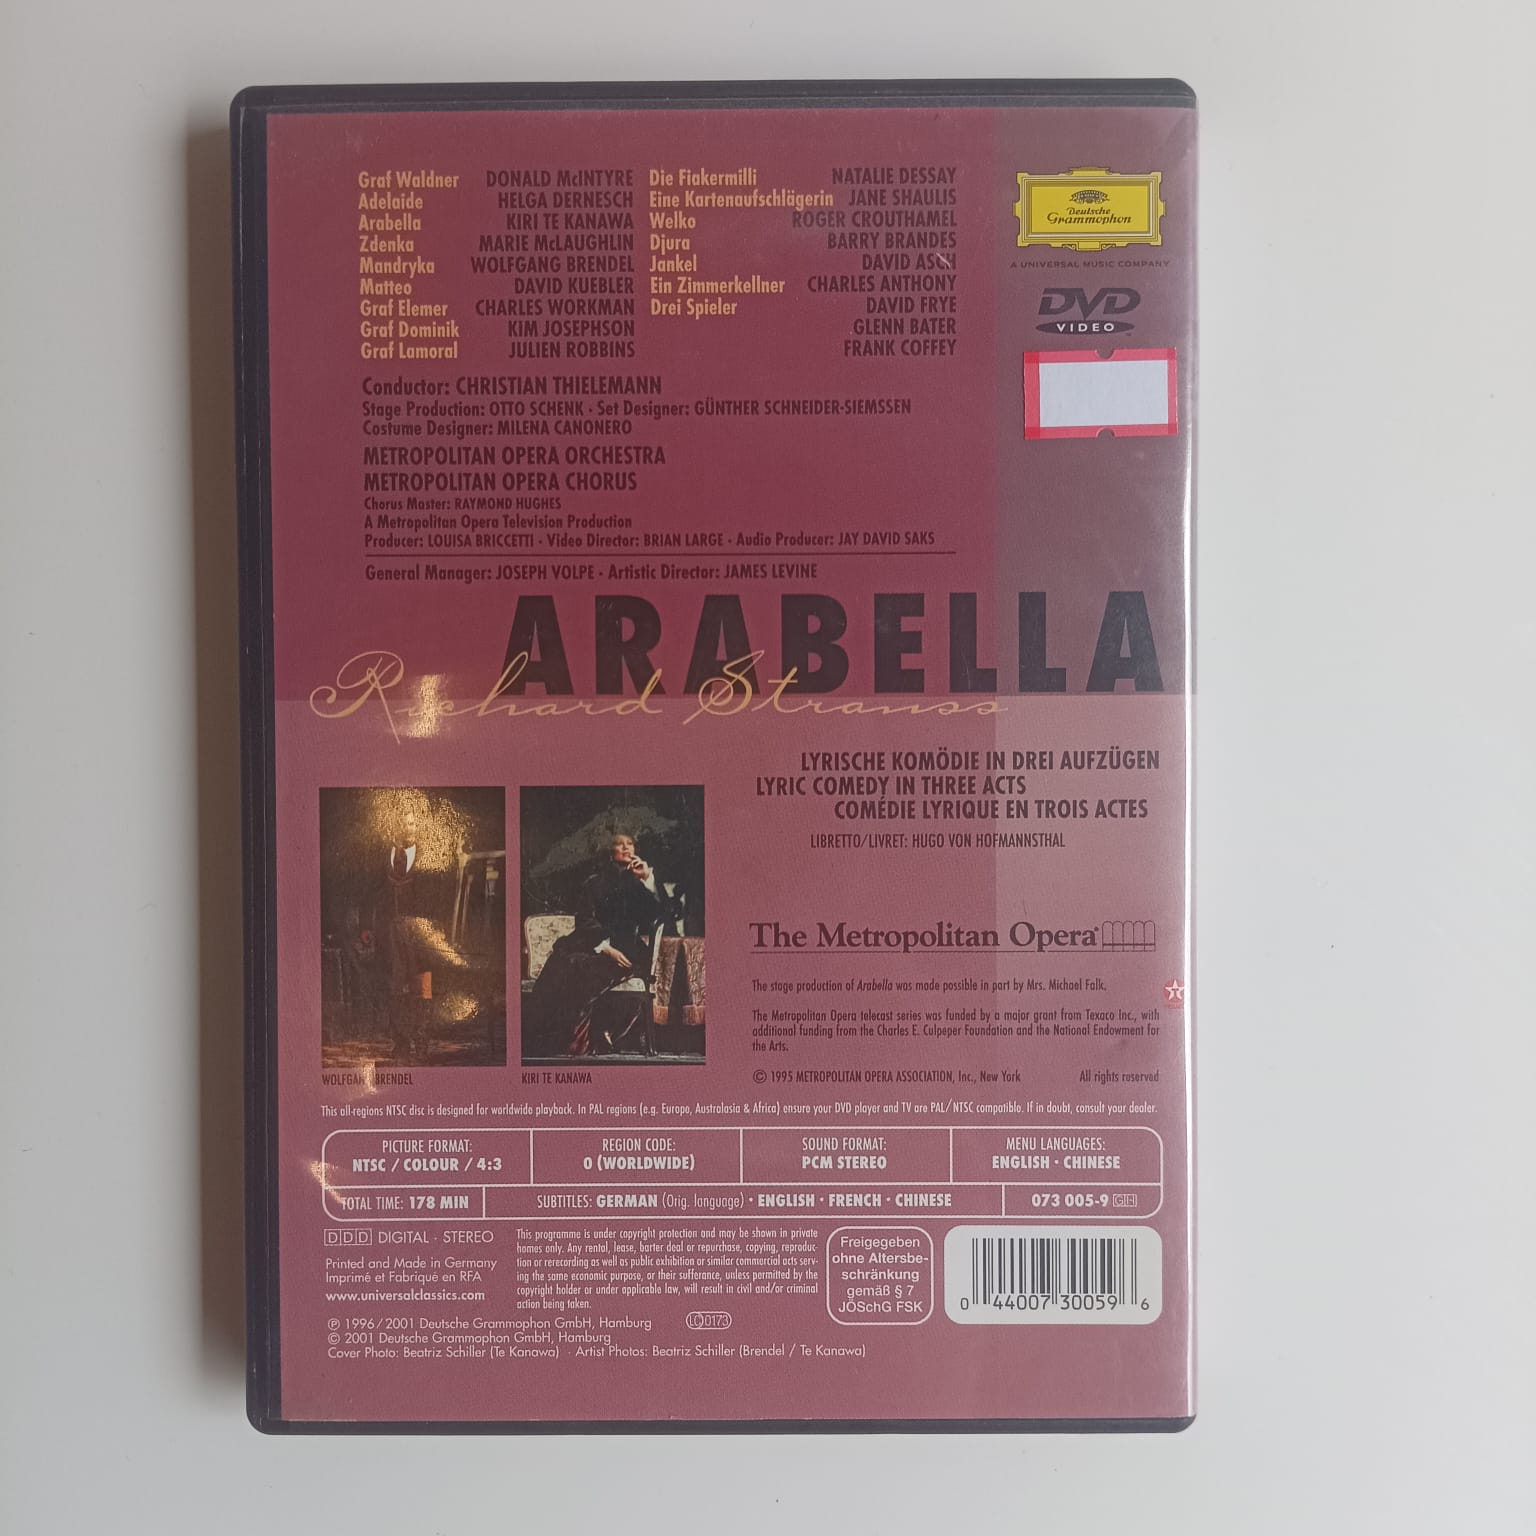 Graf Waldner DONALD McINTYRE Die Fiakermilli NATALIE DESSAY
Adelaide HELGA DERNESCH Eine Kartenaufschlägerin JANE SHAULIS
Arabella KIRI TE KANAWA Welko ROGER CROUTHAMEL
Zdenka MARIE McLAUGHLIN Djura BARRY BRANDES
Mandryka WOLFGANG BRENDEL Jankel DAVID ASCH
Matteo DAVID KUEBLER Ein Zimmerkellner CHARLES ANTHONY
Graf Elemer CHARLES WORKMAN Drei Spieler DAVID FRYE
Graf Dominik KIM JOSEPHSON GLENN BATER
Graf Lamoral JULIEN ROBBINS FRANK COFFEY
Deutsche
Grammophon
A UNIVERSAL MUSIC COMPANY
DVD
VIDEO
Conductor: CHRISTIAN THIELEMANN
Stage Production: OTTO SCHENK · Set Designer: GÜNTHER SCHNEIDER-SIEMSSEN
Costume Designer: MILENA CANONERO
METROPOLITAN OPERA ORCHESTRA
METROPOLITAN OPERA CHORUS
Chorus Master: RAYMOND HUGHES
A Metropolitan Opera Television Production
Producer: LOUISA BRICCETTI · Video Director: BRIAN LARGE · Audio Producer: JAY DAVID SAKS
General Manager: JOSEPH VOLPE · Artistic Director: JAMES LEVINE
ARABELLA
Richard Strauss
LYRISCHE KOMÖDIE IN DREI AUFZÜGEN
LYRIC COMEDY IN THREE ACTS
COMÉDIE LYRIQUE EN TROIS ACTES
LIBRETTO/LIVRET: HUGO VON HOFMANNSTHAL
The Metropolitan Opera®
The stage production of Arabella was made possible in part by Mrs. Michael Falk.
The Metropolitan Opera telecast series was funded by a major grant from Texaco Inc., with
additional funding from the Charles E. Culpeper Foundation and the National Endowment for
the Arts.
© 1995 METROPOLITAN OPERA ASSOCIATION, Inc., New York All rights reserved
WOLFGANG BRENDEL KIRI TE KANAWA
This all-regions NTSC disc is designed for worldwide playback. In PAL regions (e.g. Europe, Australasia & Africa) ensure your DVD player and TV are PAL/NTSC compatible. If in doubt, consult your dealer.
PICTURE FORMAT: REGION CODE: SOUND FORMAT: MENU LANGUAGES:
NTSC / COLOUR / 4:3 0 (WORLDWIDE) PCM STEREO ENGLISH · CHINESE
TOTAL TIME: 178 MIN SUBTITLES: GERMAN (Orig. language) · ENGLISH · FRENCH · CHINESE 073 005-9 GH
DDD DIGITAL · STEREO
Printed and Made in Germany
Imprimé et Fabriqué en RFA
www.universalclassics.com
This programme is under copyright protection and may be shown in private
homes only. Any rental, lease, barter deal or repurchase, copying, reproduc-
tion or rerecording as well as public exhibition or similar commercial acts serv-
ing the same economic purpose, or their sufferance, unless permitted by the
copyright holder or under applicable law, will result in civil and/or criminal
action being taken.
Freigegeben
ohne Altersbe-
schränkung
gemäß § 7
JÖSchG FSK
0 44007 30059 6
℗ 1996/2001 Deutsche Grammophon GmbH, Hamburg LC 0173
© 2001 Deutsche Grammophon GmbH, Hamburg
Cover Photo: Beatriz Schiller (Te Kanawa) · Artist Photos: Beatriz Schiller (Brendel / Te Kanawa)